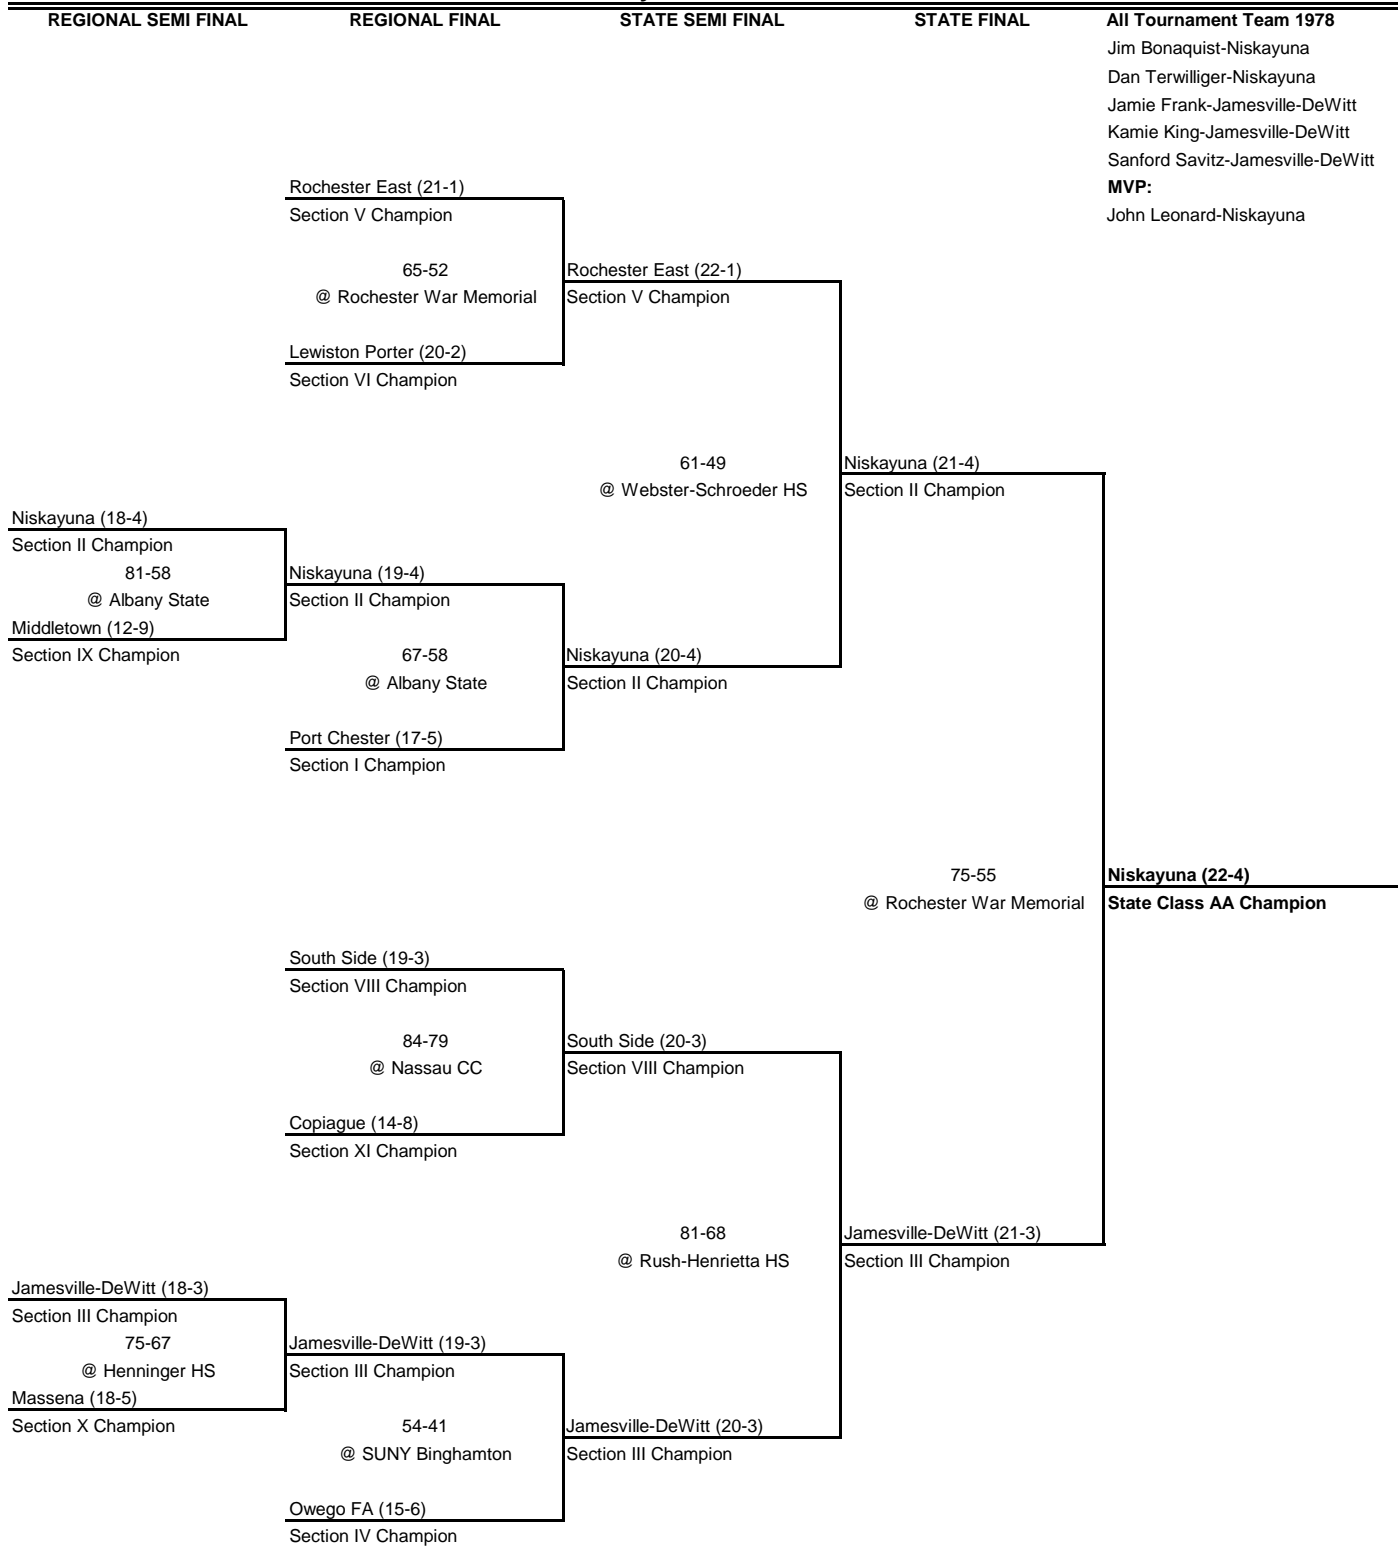 REGIONAL SEMI FINAL REGIONAL FINAL STATE SEMI FINAL STATE FINAL All Tournament Team 1978
Jim Bonaquist-Niskayuna
Dan Terwilliger-Niskayuna
Jamie Frank-Jamesville-DeWitt
Kamie King-Jamesville-DeWitt
Sanford Savitz-Jamesville-DeWitt
Rochester East (21-1) MVP:
Section V Champion John Leonard-Niskayuna
65-52 Rochester East (22-1)
@ Rochester War Memorial Section V Champion
Lewiston Porter (20-2)
Section VI Champion
61-49 Niskayuna (21-4)
@ Webster-Schroeder HS Section II Champion
Niskayuna (18-4)
Section II Champion
81-58 Niskayuna (19-4)
@ Albany State Section II Champion
Middletown (12-9)
Section IX Champion 67-58 Niskayuna (20-4)
@ Albany State Section II Champion
Port Chester (17-5)
Section I Champion
75-55 Niskayuna (22-4)
@ Rochester War Memorial State Class AA Champion
South Side (19-3)
Section VIII Champion
84-79 South Side (20-3)
@ Nassau CC Section VIII Champion
Copiague (14-8)
Section XI Champion
81-68 Jamesville-DeWitt (21-3)
@ Rush-Henrietta HS Section III Champion
Jamesville-DeWitt (18-3)
Section III Champion
75-67 Jamesville-DeWitt (19-3)
@ Henninger HS Section III Champion
Massena (18-5)
Section X Champion 54-41 Jamesville-DeWitt (20-3)
@ SUNY Binghamton Section III Champion
Owego FA (15-6)
Section IV Champion